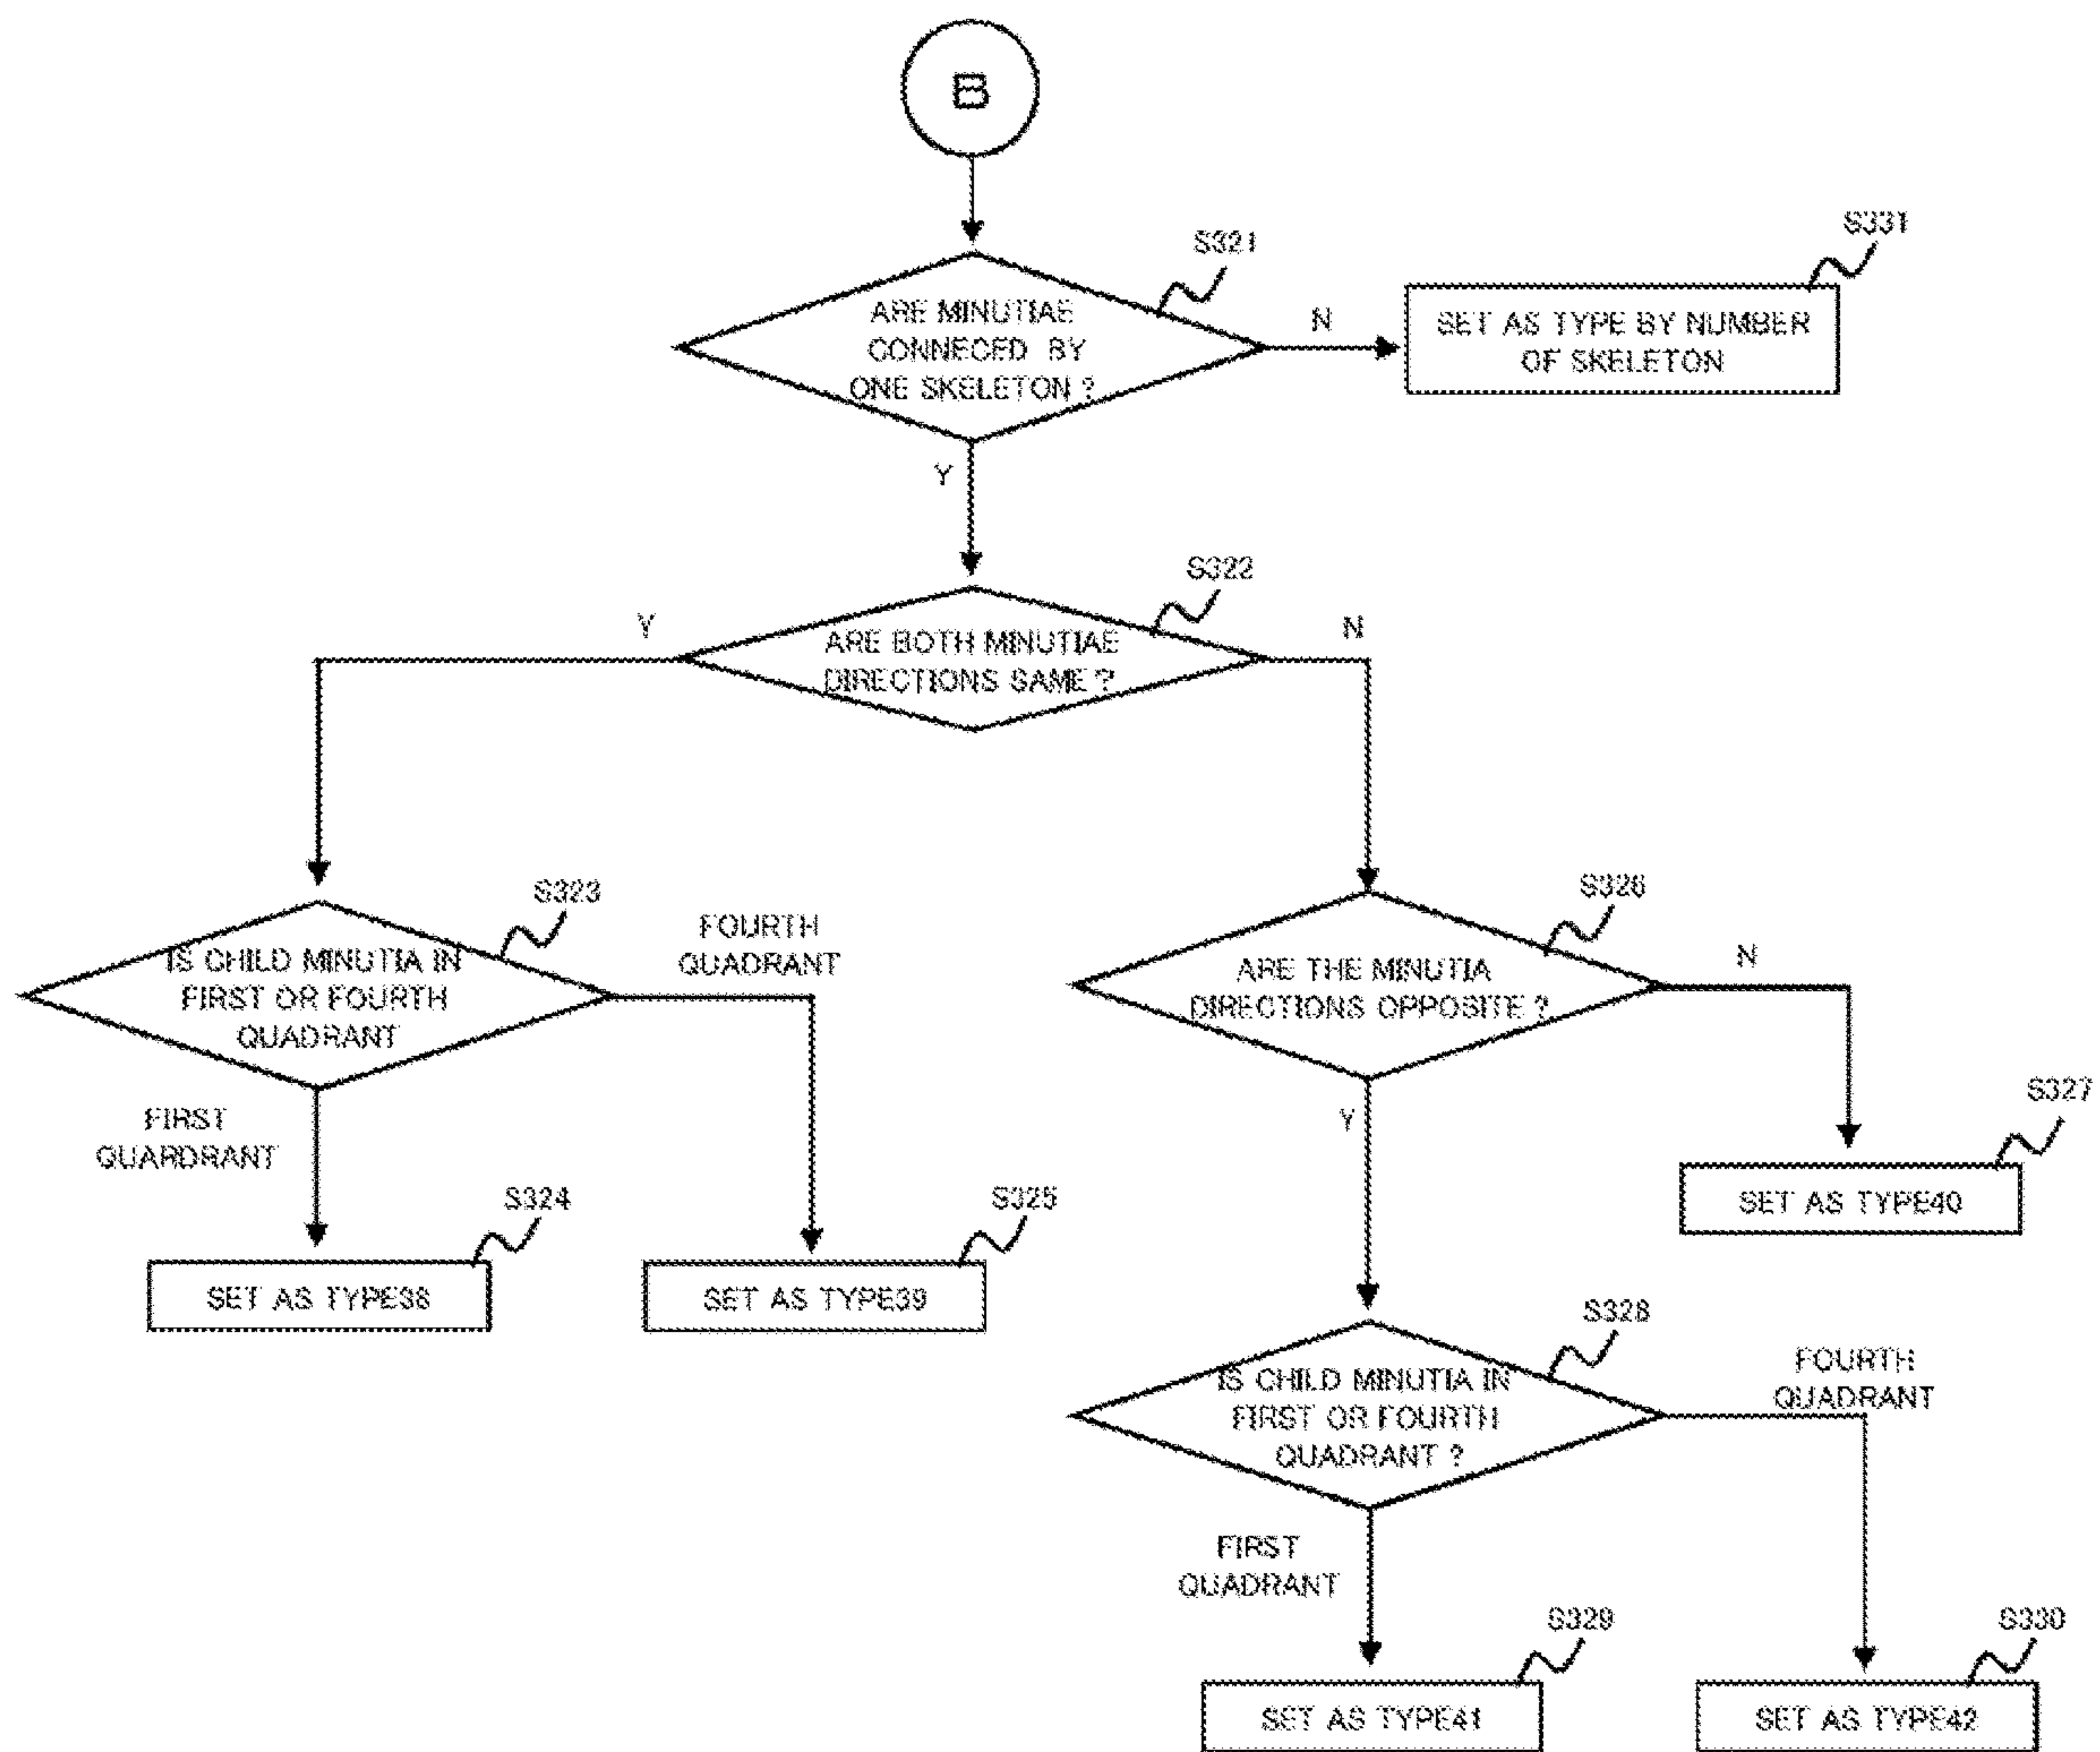 B
S321
S331
ARE MINUTIAE
CONNECED BY
ONE SKELETON ?
N
SET AS TYPE BY NUMBER
OF SKELETON
Y
S322
Y
ARE BOTH MINUTIAE
DIRECTIONS SAME ?
N
S323
S326
IS CHILD MINUTIA IN
FIRST OR FOURTH
QUADRANT
FOURTH
QUADRANT
ARE THE MINUTIA
DIRECTIONS OPPOSITE ?
N
FIRST
QUARDRANT
Y
S327
SET AS TYPE40
S324
S325
SET AS TYPE38
SET AS TYPE39
S328
IS CHILD MINUTIA IN
FIRST OR FOURTH
QUADRANT ?
FOURTH
QUADRANT
FIRST
QUADRANT
S329
S330
SET AS TYPE41
SET AS TYPE42